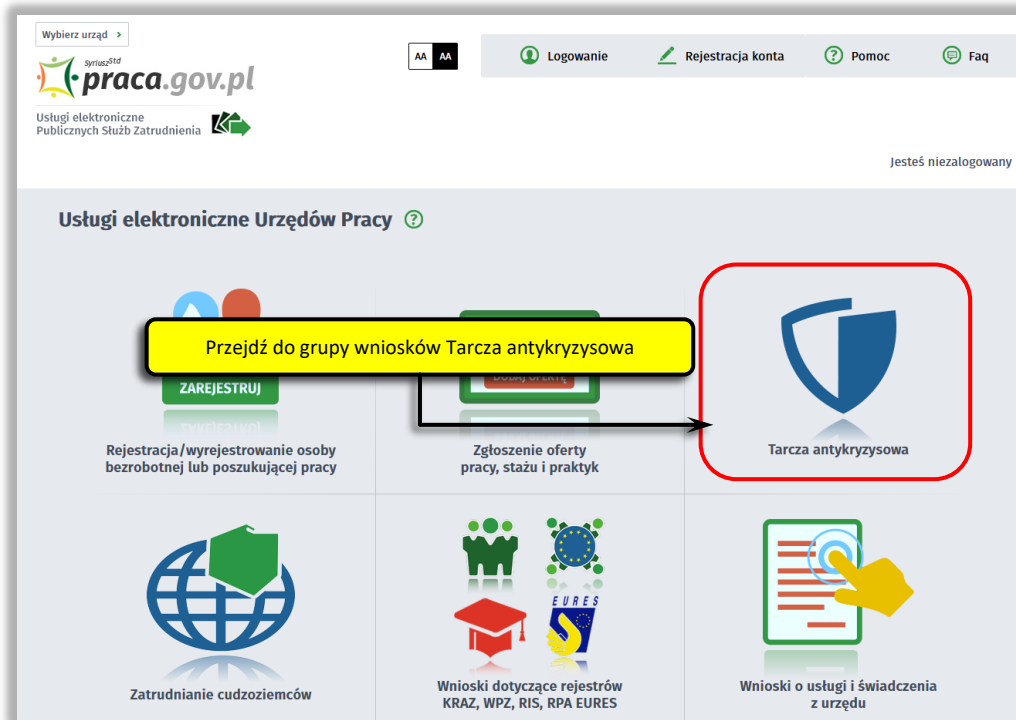 Wybierz urząd >
SyriuszStd
praca.gov.pl
Usługi elektroniczne
Publicznych Służb Zatrudnienia
AA AA
Logowanie
Rejestracja konta
Pomoc
Faq
Jesteś niezalogowany
Usługi elektroniczne Urzędów Pracy
Przejdź do grupy wniosków Tarcza antykryzysowa
ZAREJESTRUJ
DODAJ OFERTĘ
Rejestracja/wyrejestrowanie osoby
bezrobotnej lub poszukującej pracy
Zgłoszenie oferty
pracy, stażu i praktyk
Tarcza antykryzysowa
EURES
Zatrudnianie cudzoziemców
Wnioski dotyczące rejestrów
KRAZ, WPZ, RIS, RPA EURES
Wnioski o usługi i świadczenia
z urzędu